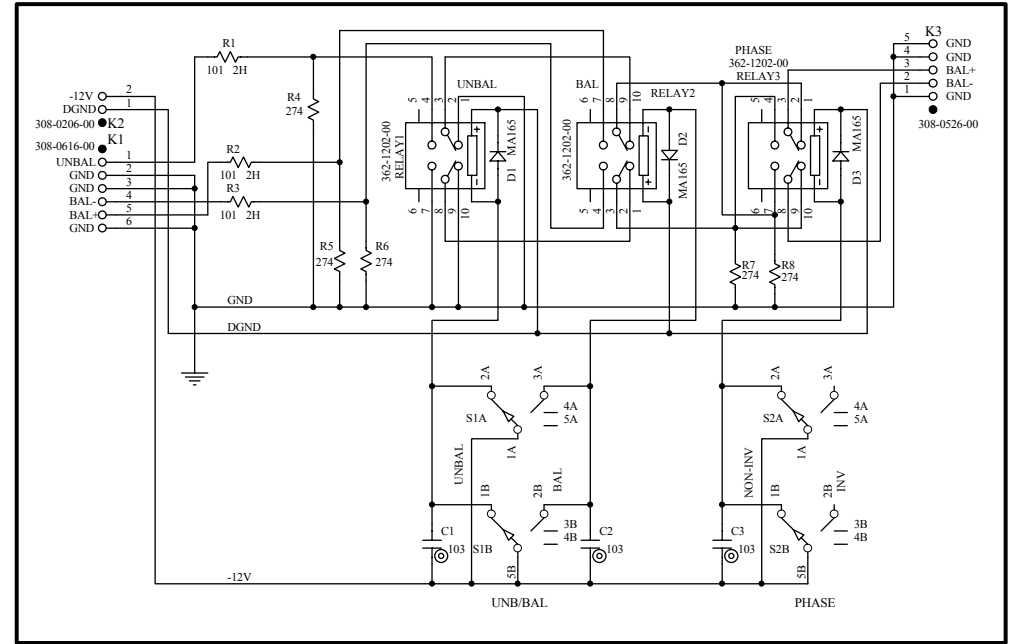 K3
R1
5 GND
PHASE
4 GND
101 2H
362-1202-00
3 BAL+
UNBAL
BAL
RELAY3
2 BAL-
-12V 2
R4
5 4 3 2 1
6 7 8 9 10
RELAY2
5 4 3 2 1
1 GND
DGND 1
274
308-0206-00 K2
308-0526-00
K1
308-0616-00
362-1202-00
RELAY1
+
-
MA165
362-1202-00
-
+
D2
+
-
MA165
UNBAL 1
R2
GND 2
101 2H
D1
MA165
D3
GND 3
R3
BAL- 4
BAL+ 5
101 2H
6 7 8 9 10
5 4 3 2 1
6 7 8 9 10
GND 6
R5
274
R6
274
R7
274
R8
274
GND
DGND
2A
3A
2A
3A
4A
5A
4A
5A
S1A
S2A
1A
1A
UNBAL
BAL
NON-INV
INV
1B
2B
1B
2B
C1
103
3B
4B
C2
103
C3
103
3B
4B
S1B
S2B
5B
5B
-12V
UNB/BAL
PHASE